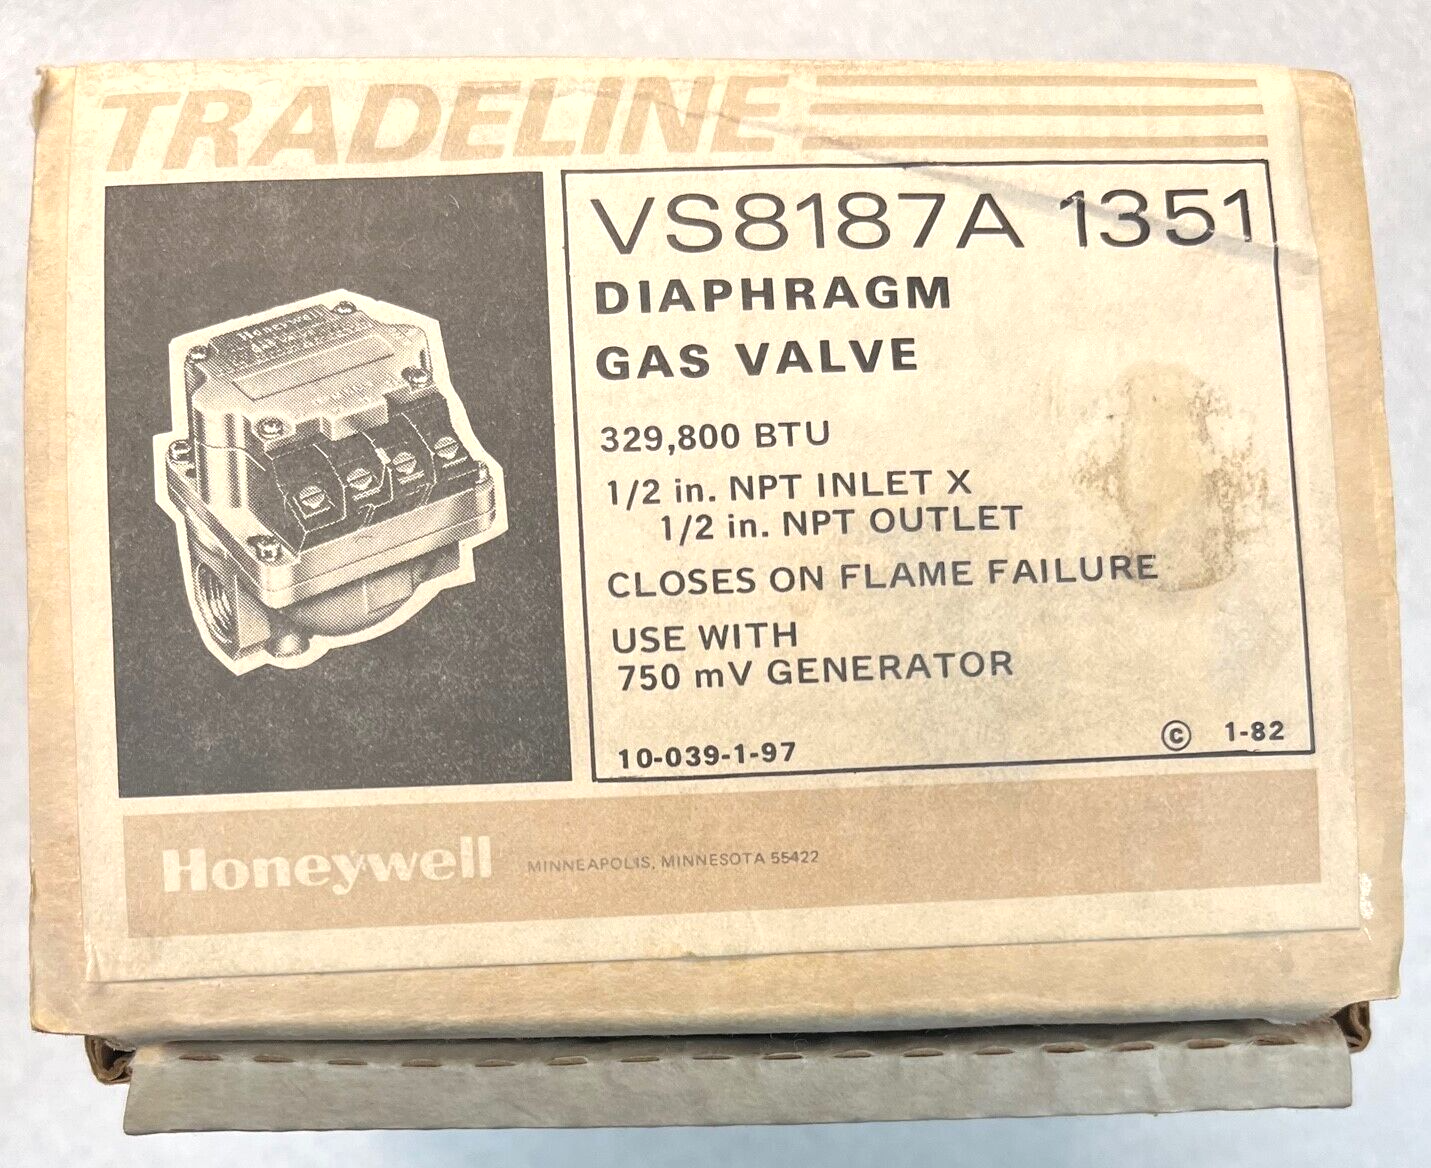 TRADELINE
VS8187A 1351
DIAPHRAGM
GAS VALVE
329,800 BTU
1/2 in. NPT INLET X
1/2 in. NPT OUTLET
CLOSES ON FLAME FAILURE
USE WITH
750 mV GENERATOR
10-039-1-97
© 1-82
Honeywell
Honeywell
MINNEAPOLIS, MINNESOTA 55422